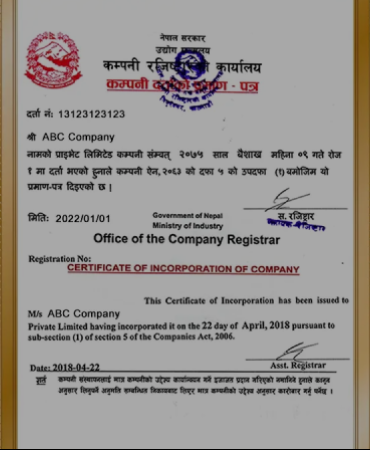 नेपाल सरकार
उद्योग मन्त्रालय
कम्पनी रजिष्ट्रारको कार्यालय
कम्पनी दर्ताको प्रमाण - पत्र
दर्ता नं: 13123123123
श्री ABC Company
नामको प्राइभेट लिमिटेड कम्पनी संम्वत् २०७५ साल बैशाख महिना ०९ गते रोज
१ मा दर्ता भएको हुनाले कम्पनी ऐन, २०६३ को दफा ५ को उपदफा (१) बमोजिम यो
प्रमाण-पत्र दिइएको छ ।
मिति: 2022/01/01
Government of Nepal
Ministry of Industry
स. रजिष्ट्रार
Office of the Company Registrar
Registration No:
CERTIFICATE OF INCORPORATION OF COMPANY
This Certificate of Incorporation has been issued to
M/s ABC Company
Private Limited having incorporated it on the 22 day of April, 2018 pursuant to
sub-section (1) of section 5 of the Companies Act, 2006.
Date: 2018-04-22
Asst. Registrar
कम्पनी संस्थापनलाई मात्र कम्पनीको उद्देश्य कार्यान्वयन गर्ने इजाजत प्रदान गरिएको नमानिने हुनाले कानून
अनुसार लिनुपर्ने अनुमति सम्बन्धित निकायबाट लिएर मात्र कम्पनीको उद्देश्य अनुसार कारोबार गर्नु पर्नेछ ।